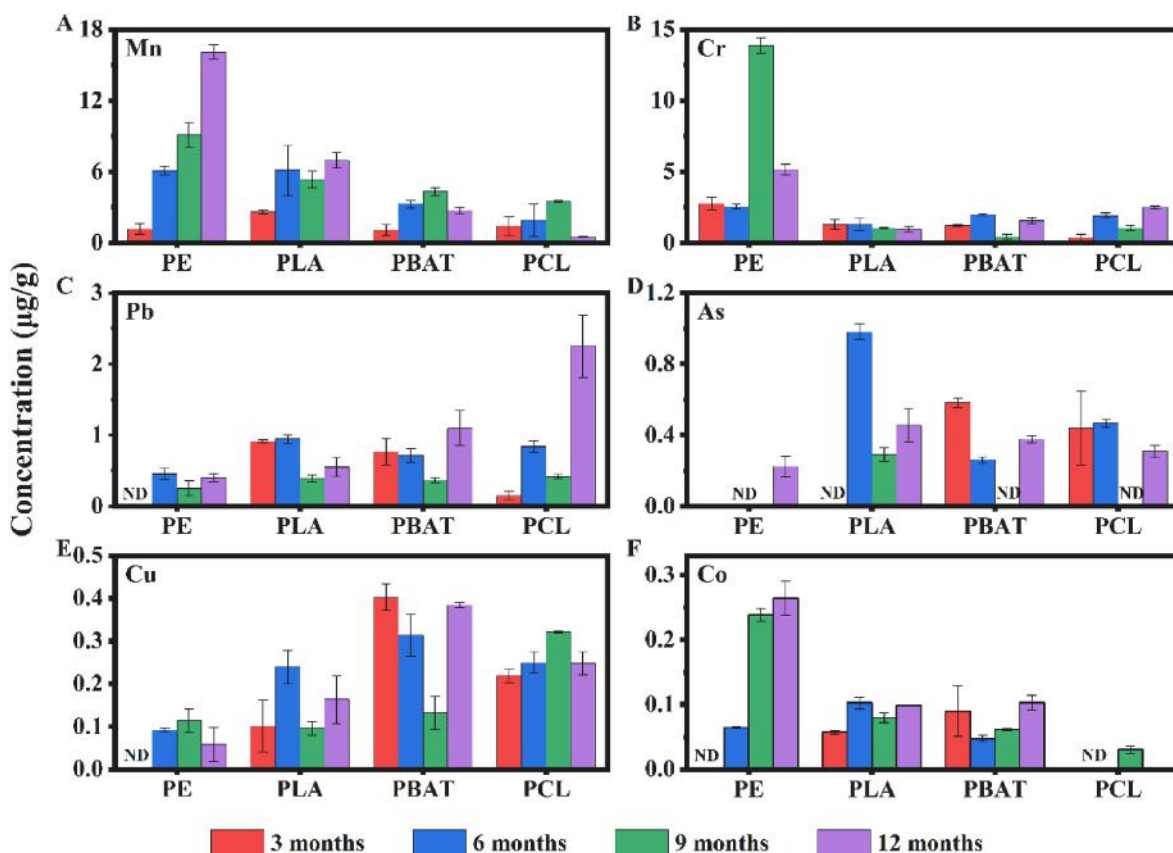 A
Mn
18
12
6
0
PE PLA PBAT PCL
B
Cr
15
10
5
0
PE PLA PBAT PCL
C
Pb
3
2
1
0
ND
PE PLA PBAT PCL
D
As
1.2
0.8
0.4
0.0
ND ND ND ND
PE PLA PBAT PCL
E
Cu
0.5
0.4
0.3
0.2
0.1
0.0
ND
PE PLA PBAT PCL
F
Co
0.3
0.2
0.1
0.0
ND ND
PE PLA PBAT PCL
Concentration (μg/g)
3 months 6 months 9 months 12 months